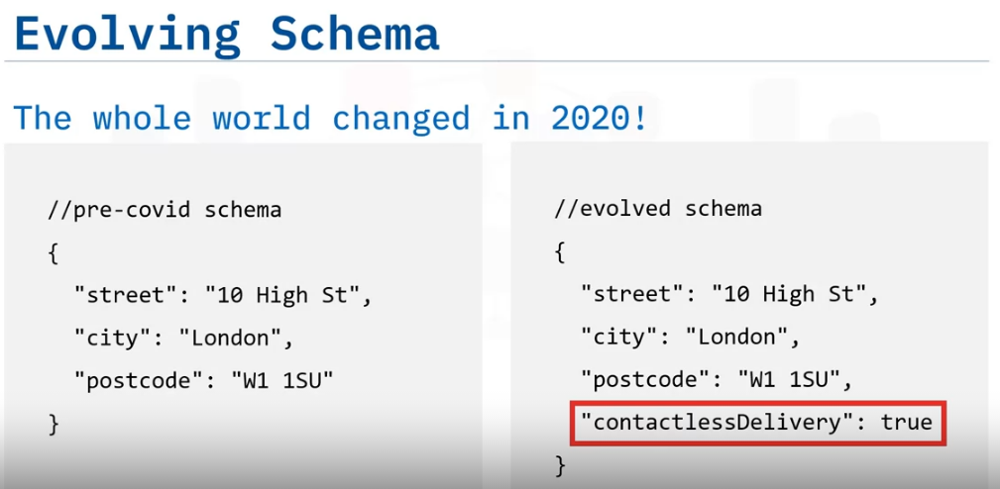 Evolving Schema
The whole world changed in 2020!
//pre-covid schema
{
"street": "10 High St",
"city": "London",
"postcode": "W1 1SU"
}
//evolved schema
{
"street": "10 High St",
"city": "London",
"postcode": "W1 1SU",
"contactlessDelivery": true
}